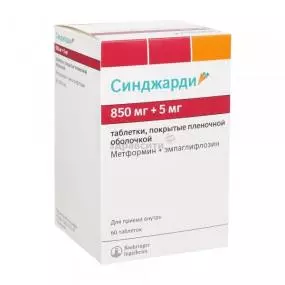 Синджарди
850 мг + 5 мг
таблетки, покрытые пленочной
оболочкой
Метформин + эмпаглифлозин
Для приема внутрь
60 таблеток
Boehringer
Ingelheim